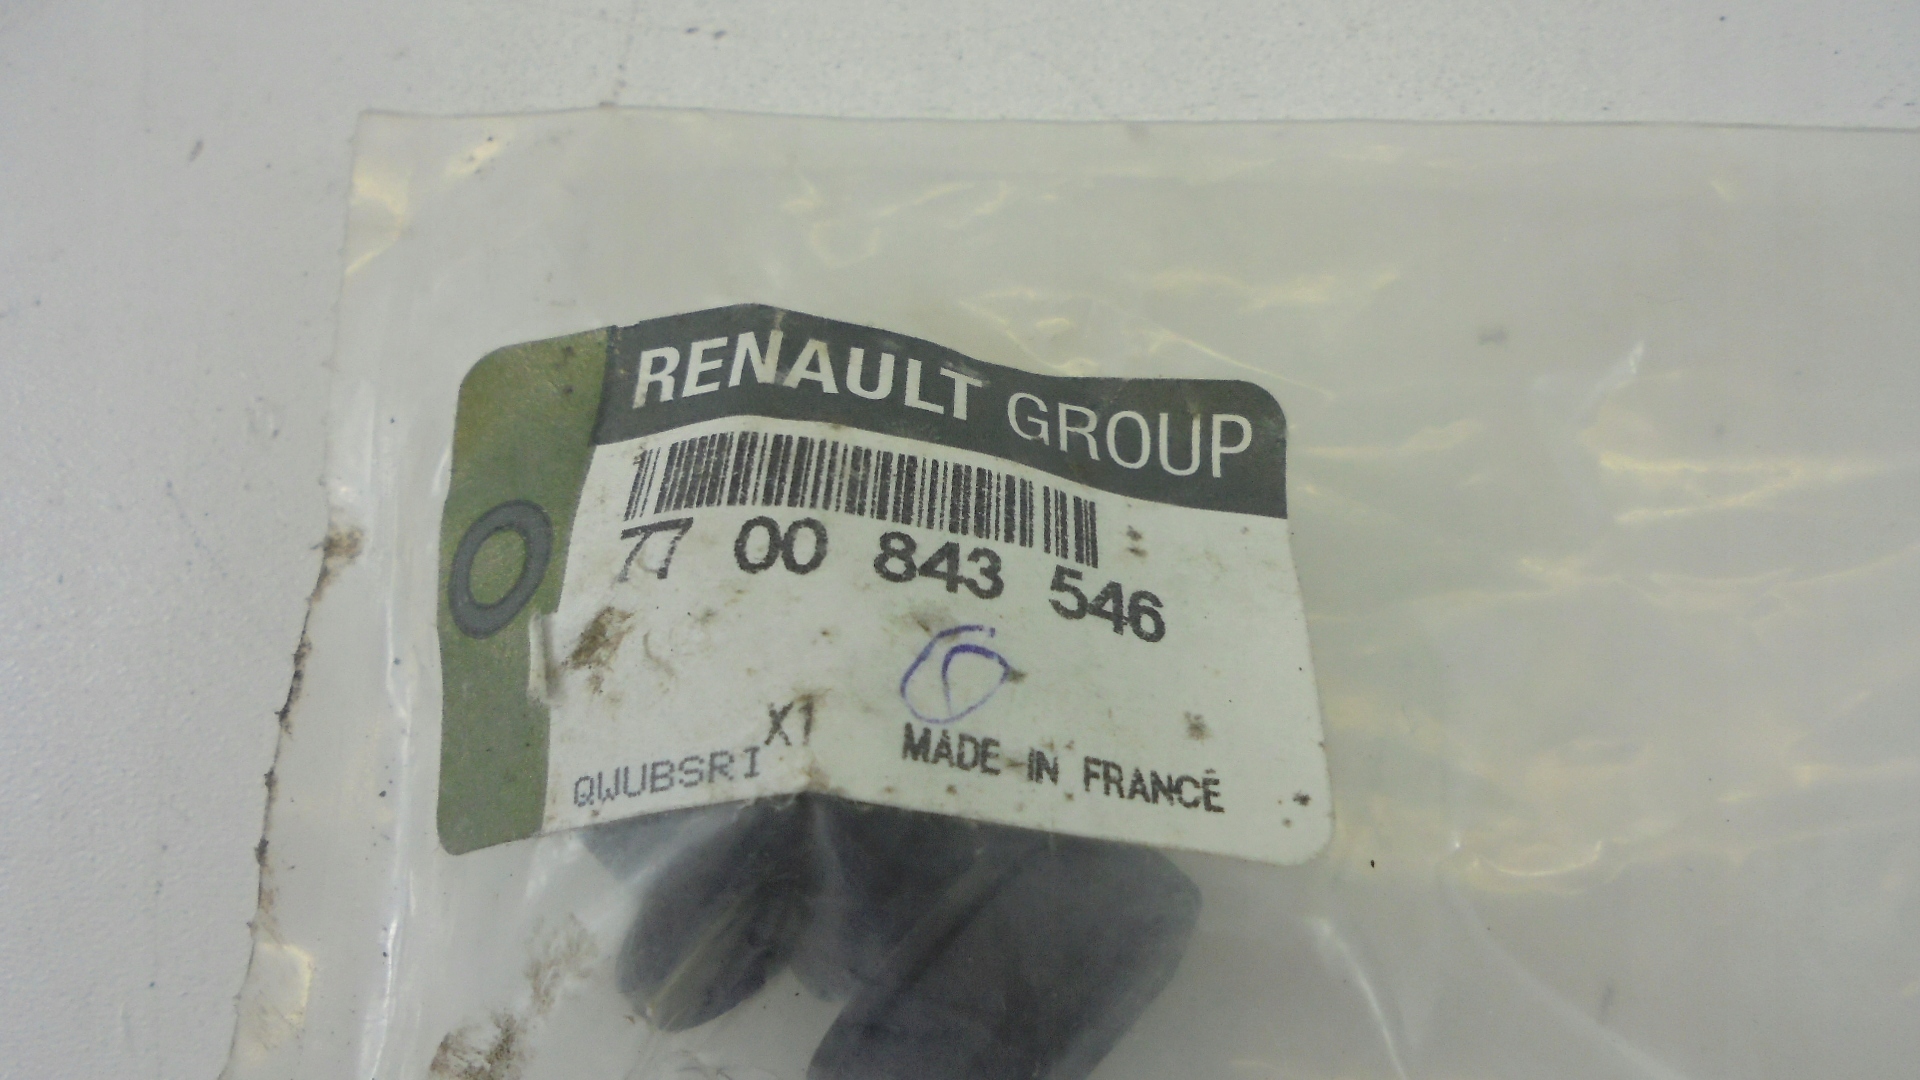 RENAULT GROUP
77 00 843 546
X1
QWUBSRI
MADE IN FRANCE